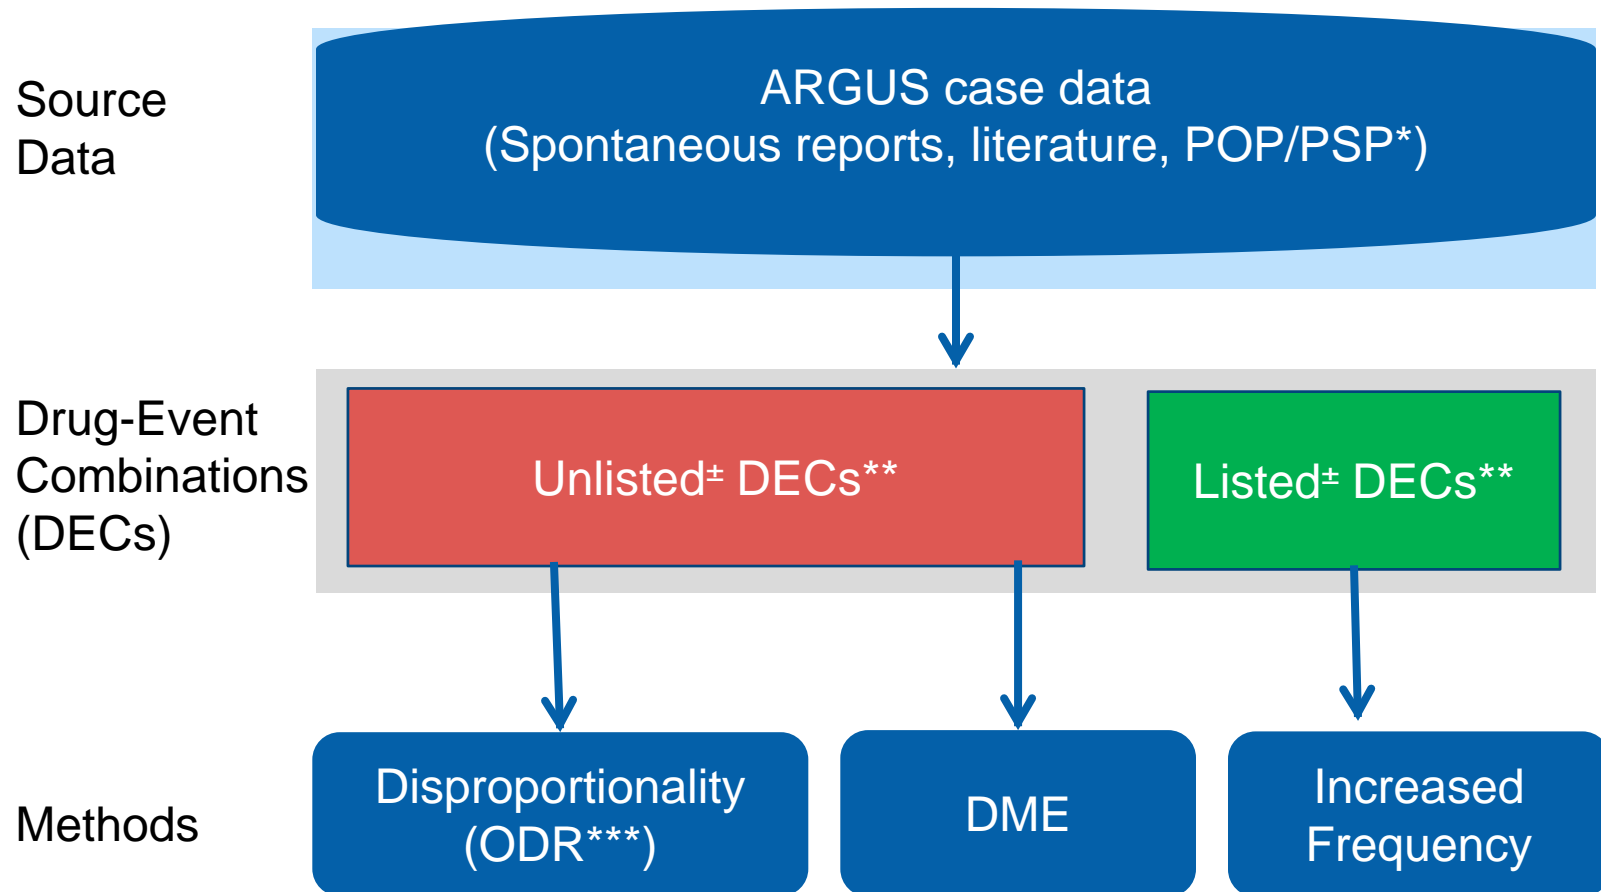 Source
Data
ARGUS case data
(Spontaneous reports, literature, POP/PSP*)
Drug-Event
Combinations
(DECs)
Unlisted± DECs**
Listed± DECs**
Methods
Disproportionality
(ODR***)
DME
Increased
Frequency